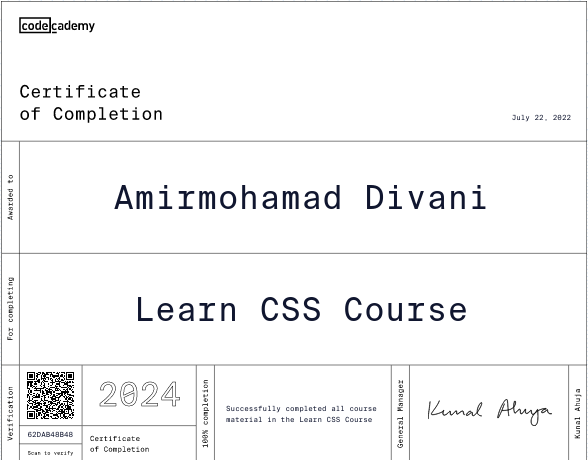 codecademy
Certificate
of Completion
July 22, 2022
Awarded to
Amirmohamad Divani
For completing
Learn CSS Course
Verification
62DAB48B4B
Scan to verify
2024
Certificate
of Completion
100% completion
Successfully completed all course
material in the Learn CSS Course
General Manager
Kunal Ahuja
Kunal Ahuja